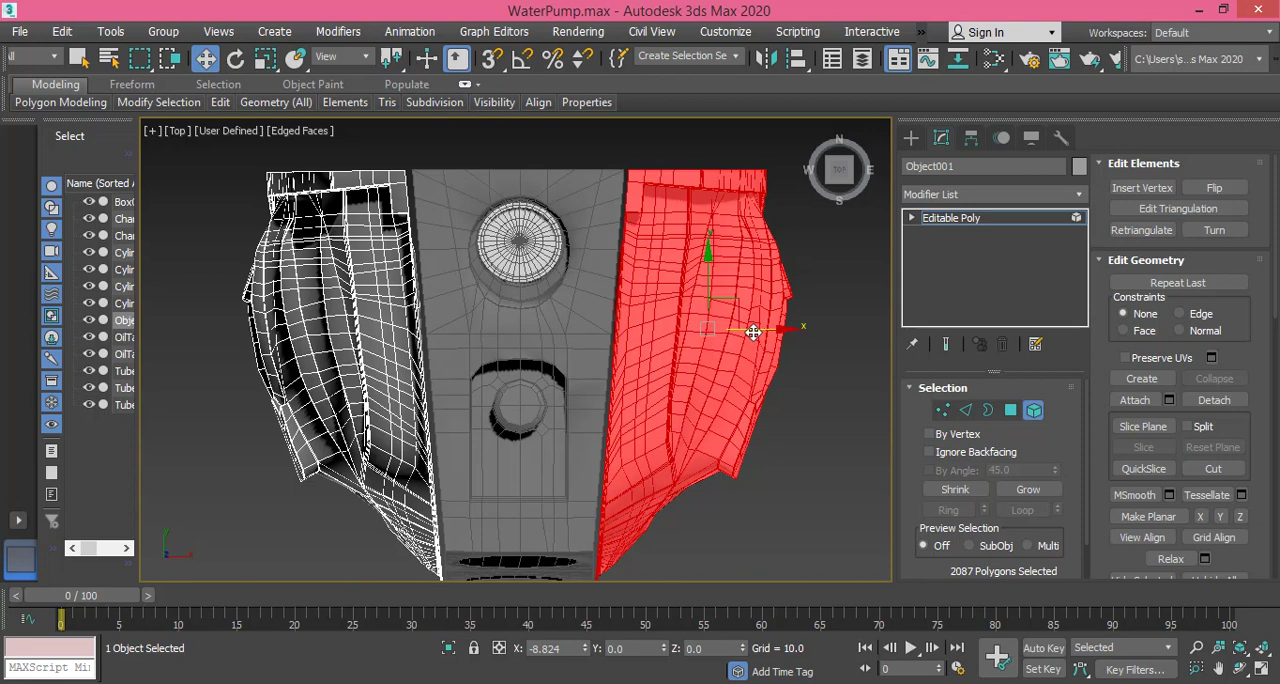 WaterPump.max - Autodesk 3ds Max 2020
File Edit Tools Group Views Create Modifiers Animation Graph Editors Rendering Civil View Customize Scripting Interactive Sign In Workspaces: Default
View Create Selection Se C:\Users\s...s Max 2020
Modeling Freeform Selection Object Paint Populate
Polygon Modeling Modify Selection Edit Geometry (All) Elements Tris Subdivision Visibility Align Properties
[+] [Top] [User Defined] [Edged Faces]
Select
Name (Sorted A
Box0
Char
Char
Cylin
Cylin
Cylin
Cylin
Obje
OilTa
OilTa
Tube
Tube
Tube
N
W TOP E
S
y
x
y
x
Object001
Modifier List
Editable Poly
Selection
By Vertex
Ignore Backfacing
By Angle: 45.0
Shrink Grow
Ring Loop
Preview Selection
Off SubObj Multi
2087 Polygons Selected
Edit Elements
Insert Vertex Flip
Edit Triangulation
Retriangulate Turn
Edit Geometry
Repeat Last
Constraints
None Edge
Face Normal
Preserve UVs
Create Collapse
Attach Detach
Slice Plane Split
Slice Reset Plane
QuickSlice Cut
MSmooth Tessellate
Make Planar X Y Z
View Align Grid Align
Relax
0 / 100
0 5 10 15 20 25 30 35 40 45 50 55 60 65 70 75 80 85 90 95 100
1 Object Selected X: -8.824 Y: 0.0 Z: 0.0 Grid = 10.0 Auto Key Selected
MAXScript Mi Add Time Tag 0 Set Key Key Filters...